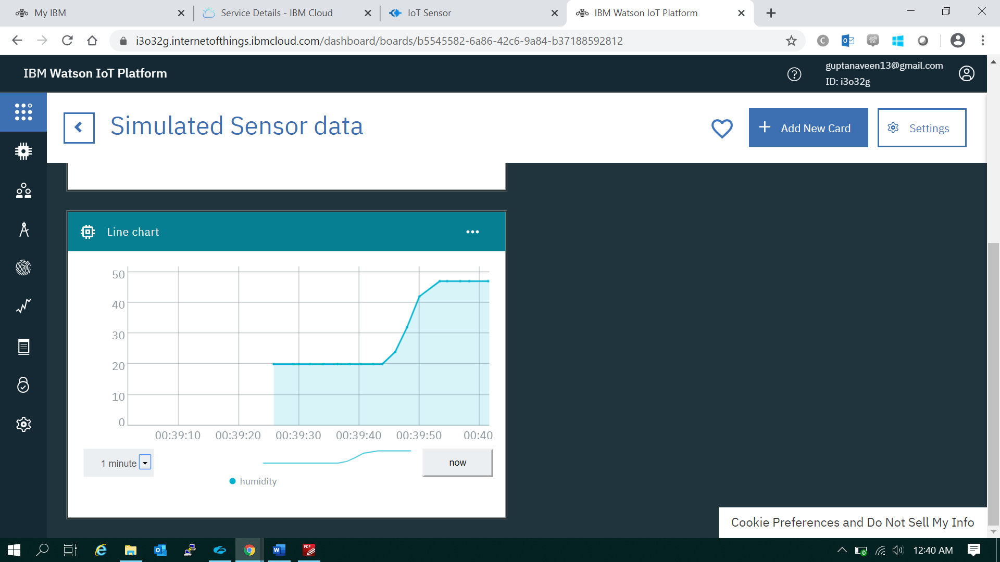 My IBM
Service Details - IBM Cloud
IoT Sensor
IBM Watson IoT Platform
i3o32g.internetofthings.ibmcloud.com/dashboard/boards/b5545582-6a86-42c6-9a84-b37188592812
IBM Watson IoT Platform
guptanaveen13@gmail.com
ID: i3o32g
Simulated Sensor data
Add New Card
Settings
Line chart
50
40
30
20
10
0
00:39:10 00:39:20 00:39:30 00:39:40 00:39:50 00:40
1 minute
now
humidity
Cookie Preferences and Do Not Sell My Info
12:40 AM